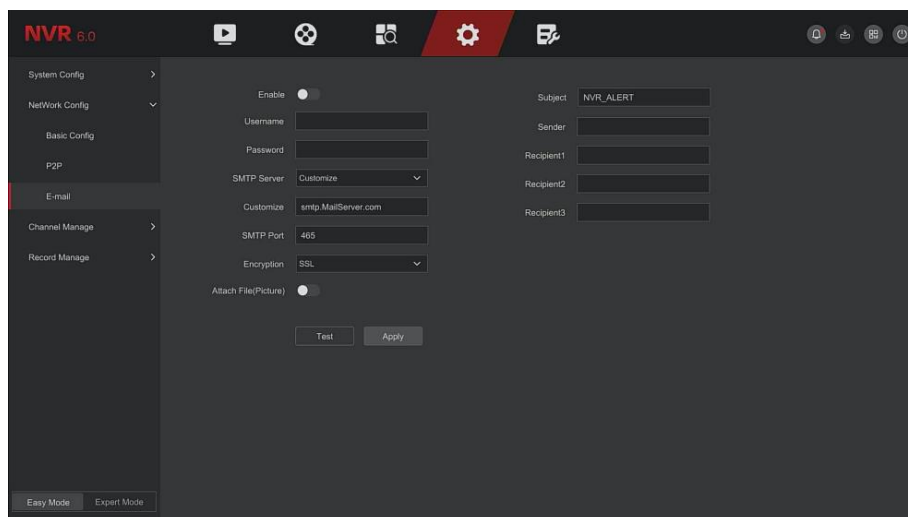 NVR 6.0
System Config
NetWork Config
Basic Config
P2P
E-mail
Channel Manage
Record Manage
Easy Mode
Expert Mode
Enable
Username
Password
SMTP Server Customize
Customize smtp.MailServer.com
SMTP Port 465
Encryption SSL
Attach File(Picture)
Test
Apply
Subject NVR_ALERT
Sender
Recipient1
Recipient2
Recipient3